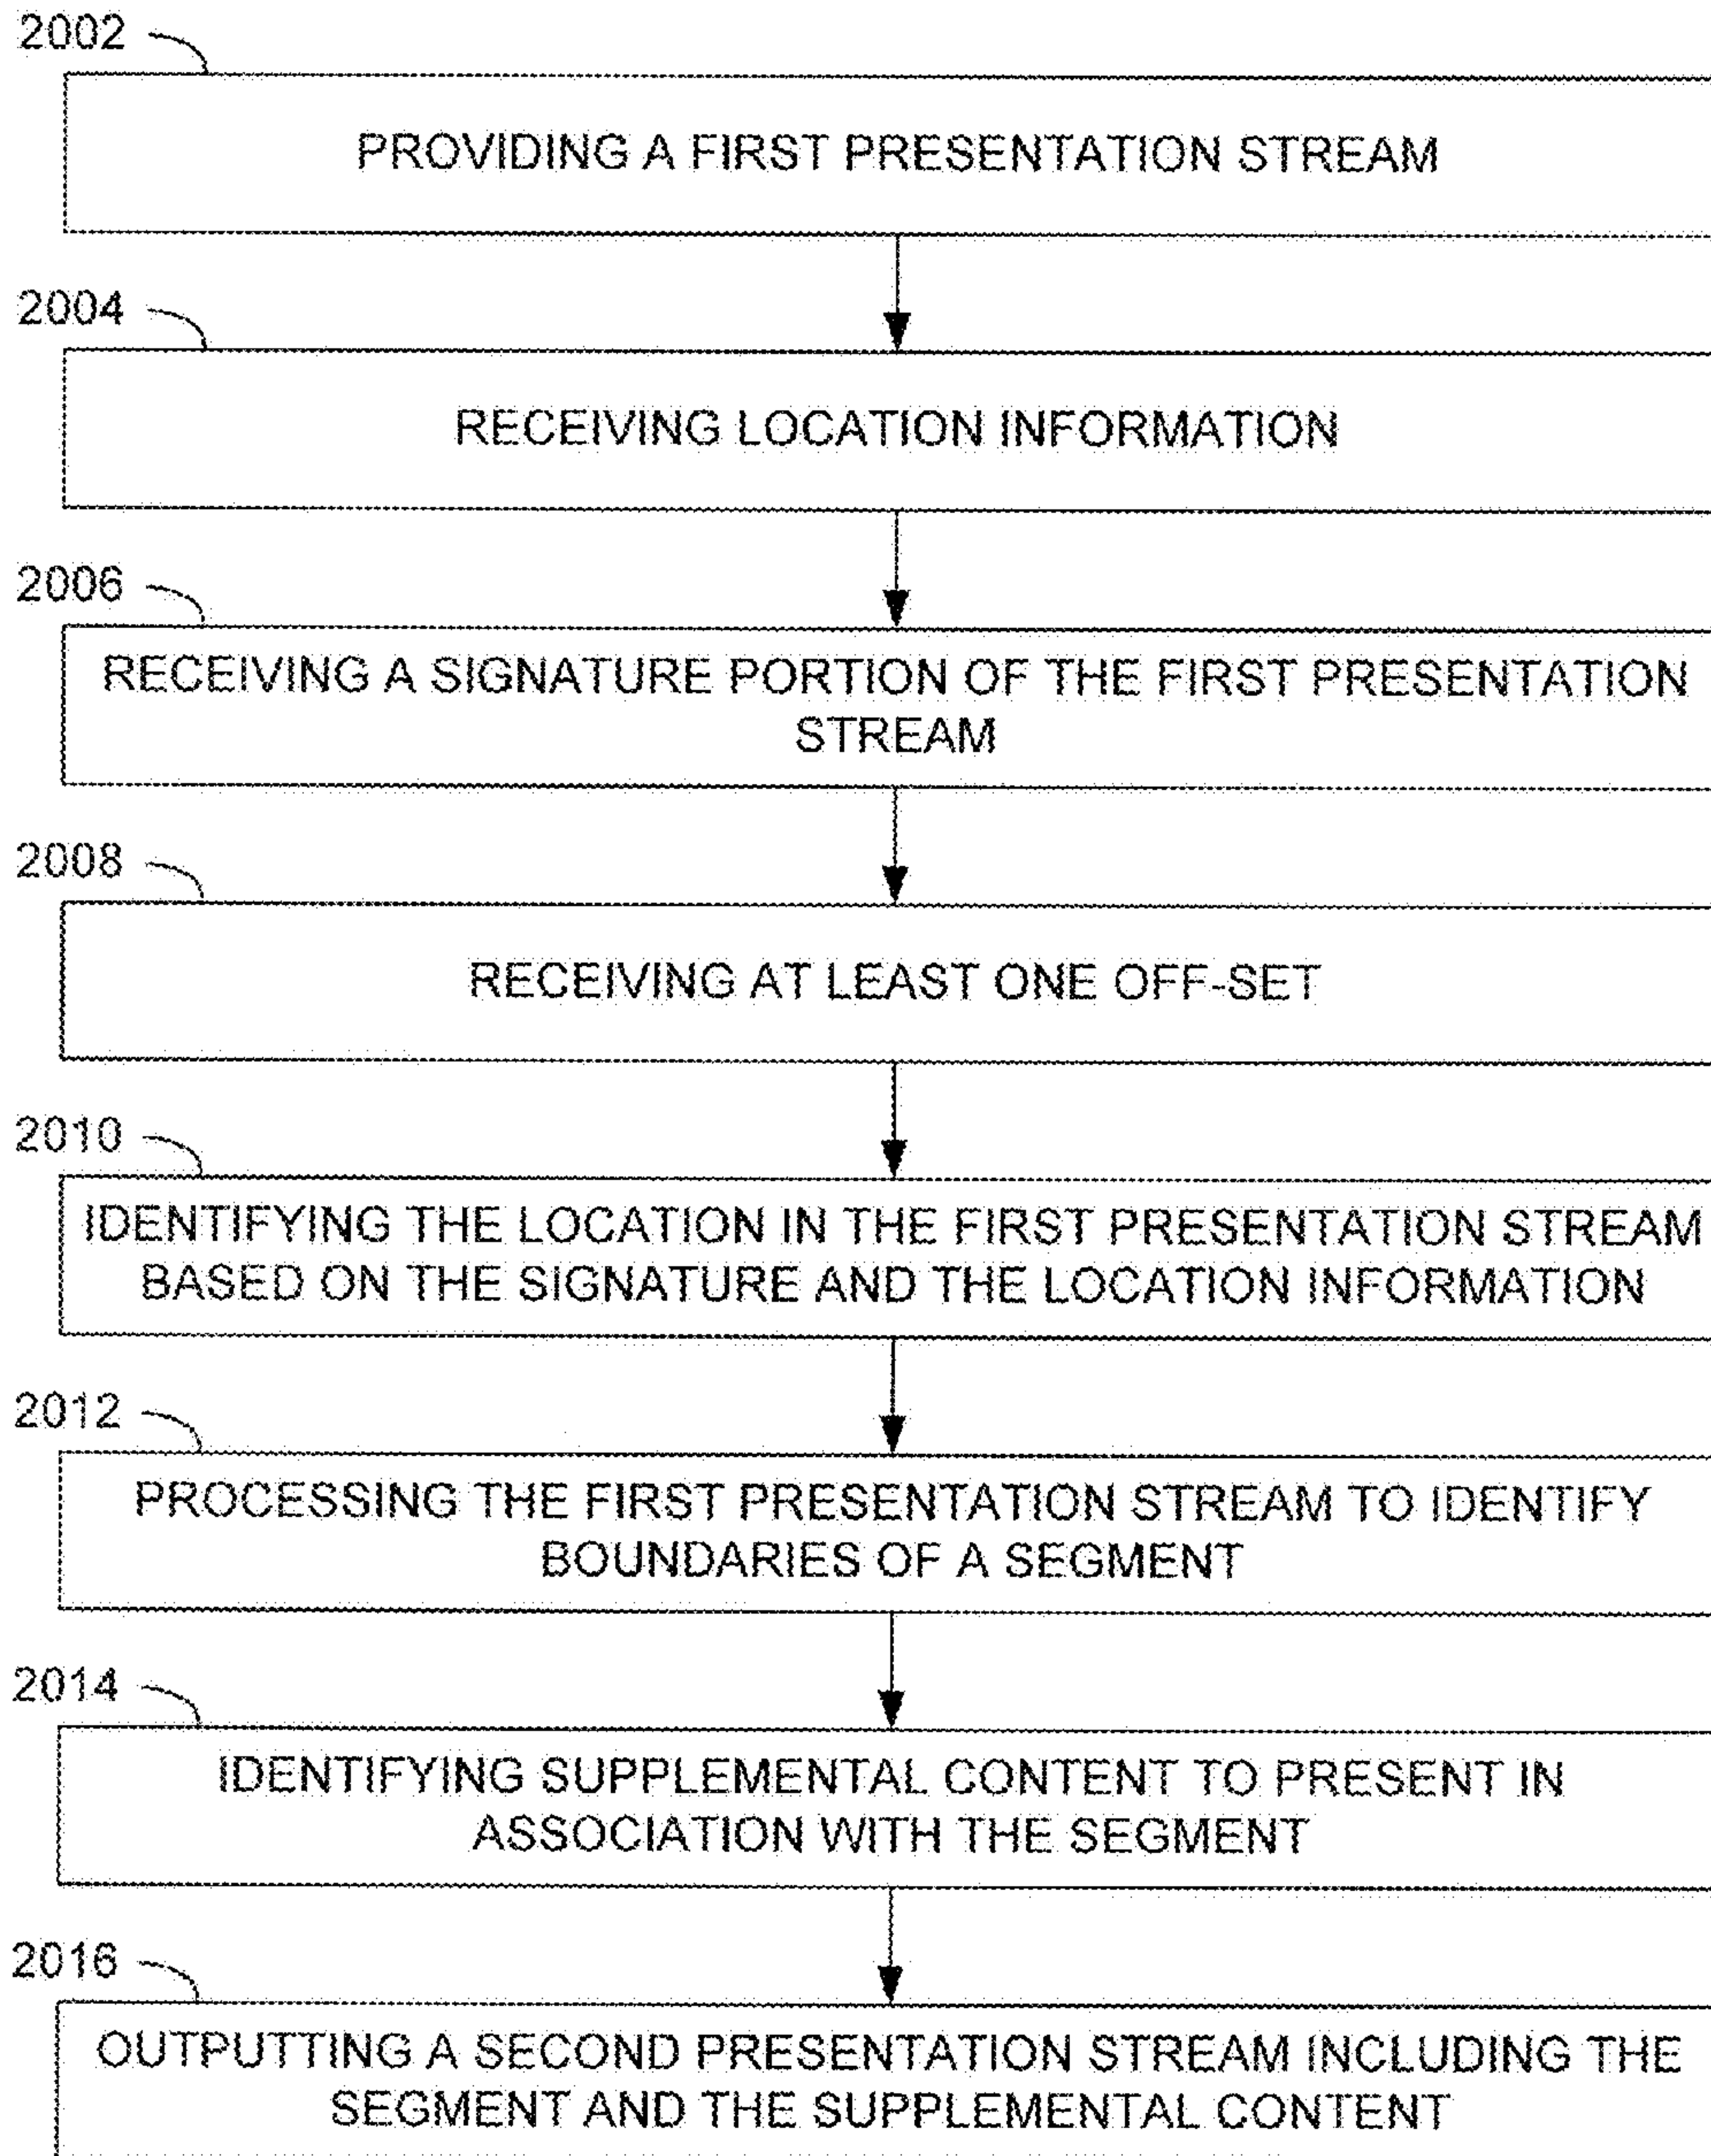 2002
PROVIDING A FIRST PRESENTATION STREAM
2004
RECEIVING LOCATION INFORMATION
2006
RECEIVING A SIGNATURE PORTION OF THE FIRST PRESENTATION
STREAM
2008
RECEIVING AT LEAST ONE OFF-SET
2010
IDENTIFYING THE LOCATION IN THE FIRST PRESENTATION STREAM
BASED ON THE SIGNATURE AND THE LOCATION INFORMATION
2012
PROCESSING THE FIRST PRESENTATION STREAM TO IDENTIFY
BOUNDARIES OF A SEGMENT
2014
IDENTIFYING SUPPLEMENTAL CONTENT TO PRESENT IN
ASSOCIATION WITH THE SEGMENT
2016
OUTPUTTING A SECOND PRESENTATION STREAM INCLUDING THE
SEGMENT AND THE SUPPLEMENTAL CONTENT